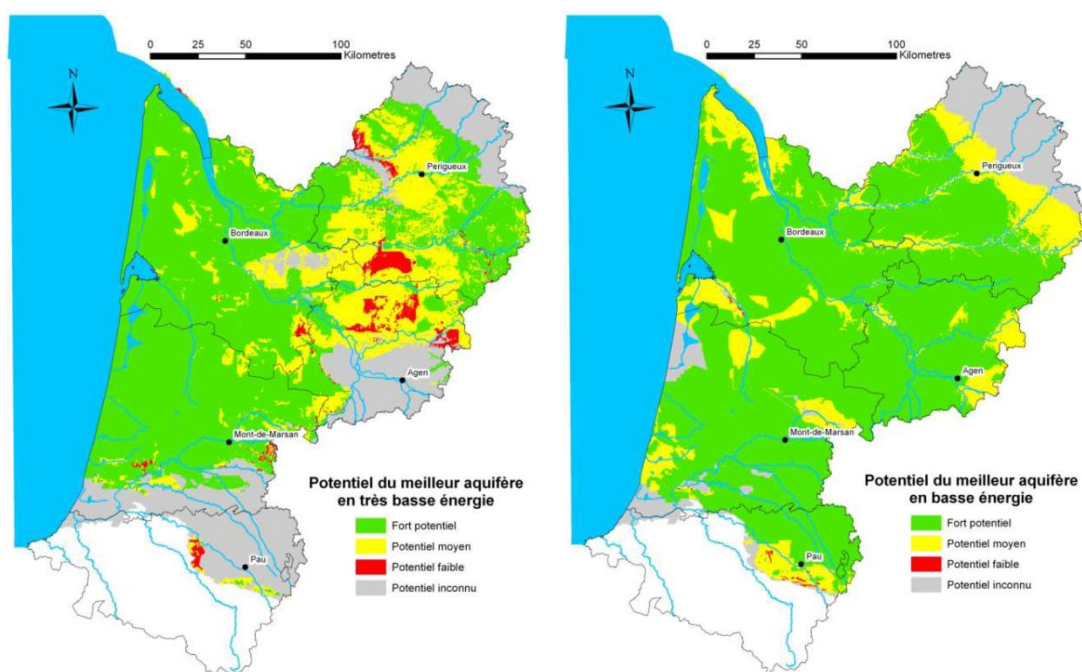 0 25 50 100
Kilometres
N
Perigueux
Bordeaux
Agen
Mont-de-Marsan
Pau
Potentiel du meilleur aquifère
en très basse énergie
Fort potentiel
Potentiel moyen
Potentiel faible
Potentiel inconnu
0 25 50 100
Kilometres
N
Perigueux
Bordeaux
Agen
Mont-de-Marsan
Pau
Potentiel du meilleur aquifère
en basse énergie
Fort potentiel
Potentiel moyen
Potentiel faible
Potentiel inconnu